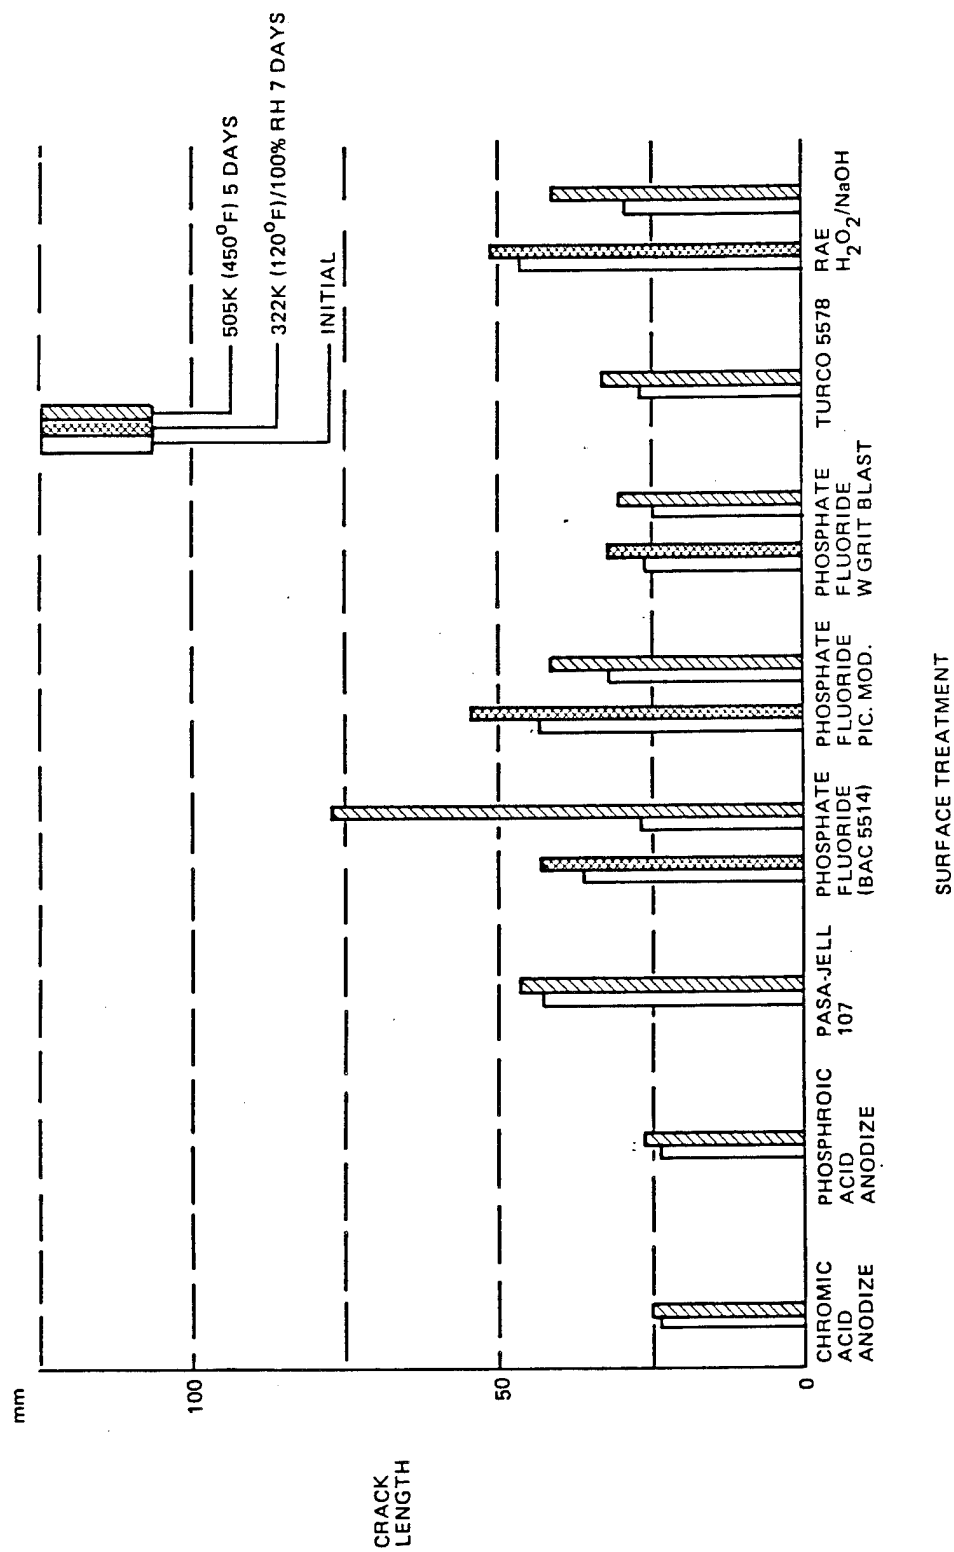 mm
100
50
0
CRACK
LENGTH
505K (450°F) 5 DAYS
322K (120°F)/100% RH 7 DAYS
INITIAL
CHROMIC
ACID
ANODIZE
PHOSPHROIC
ACID
ANODIZE
PASA-JELL
107
PHOSPHATE
FLUORIDE
(BAC 5514)
PHOSPHATE
FLUORIDE
PIC. MOD.
PHOSPHATE
FLUORIDE
W GRIT BLAST
TURCO 5578
RAE
H₂O₂/NaOH
SURFACE TREATMENT